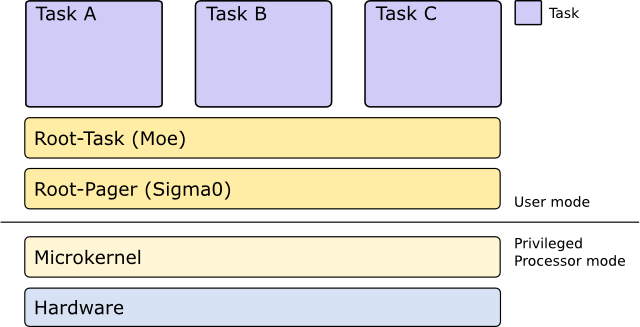 Task A
Task B
Task C
Task
Root-Task (Moe)
Root-Pager (Sigma0)
User mode
Privileged
Processor mode
Microkernel
Hardware